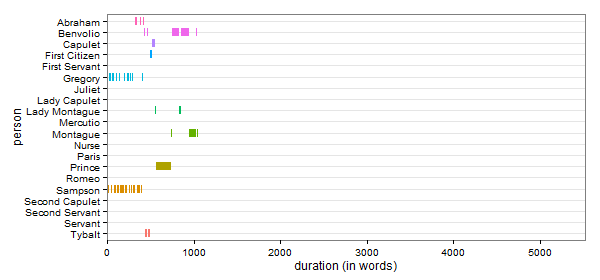 Abraham
Benvolio
Capulet
First Citizen
First Servant
Gregory
Juliet
Lady Capulet
Lady Montague
Mercutio
Montague
Nurse
Paris
Prince
Romeo
Sampson
Second Capulet
Second Servant
Servant
Tybalt
person
0 1000 2000 3000 4000 5000
duration (in words)